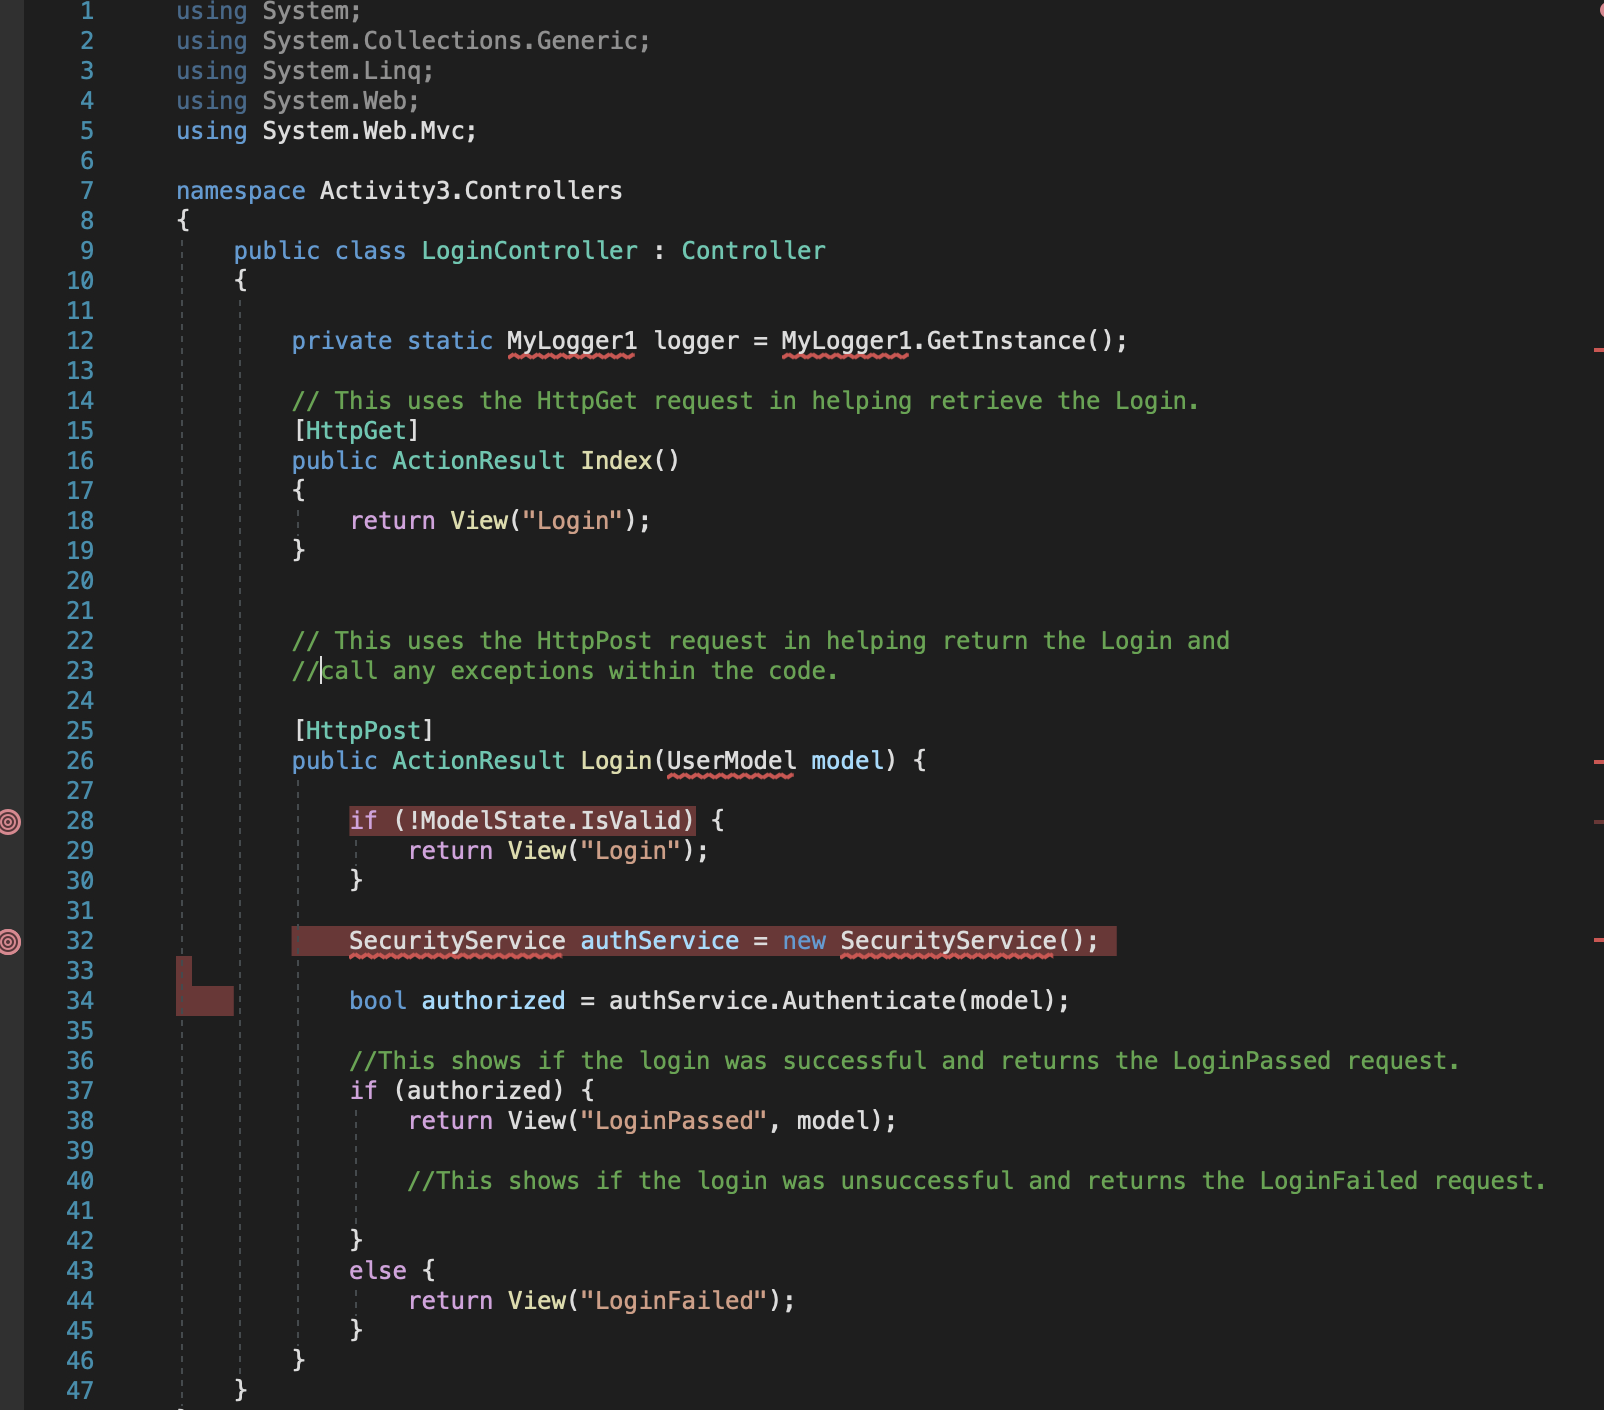 1 using System;
2 using System.Collections.Generic;
3 using System.Linq;
4 using System.Web;
5 using System.Web.Mvc;
6
7 namespace Activity3.Controllers
8 {
9 public class LoginController : Controller
10 {
11
12 private static MyLogger1 logger = MyLogger1.GetInstance();
13
14 // This uses the HttpGet request in helping retrieve the Login.
15 [HttpGet]
16 public ActionResult Index()
17 {
18 return View("Login");
19 }
20
21
22 // This uses the HttpPost request in helping return the Login and
23 //call any exceptions within the code.
24
25 [HttpPost]
26 public ActionResult Login(UserModel model) {
27
28 if (!ModelState.IsValid) {
29 return View("Login");
30 }
31
32 SecurityService authService = new SecurityService();
33
34 bool authorized = authService.Authenticate(model);
35
36 //This shows if the login was successful and returns the LoginPassed request.
37 if (authorized) {
38 return View("LoginPassed", model);
39
40 //This shows if the login was unsuccessful and returns the LoginFailed request.
41
42 }
43 else {
44 return View("LoginFailed");
45 }
46 }
47 }